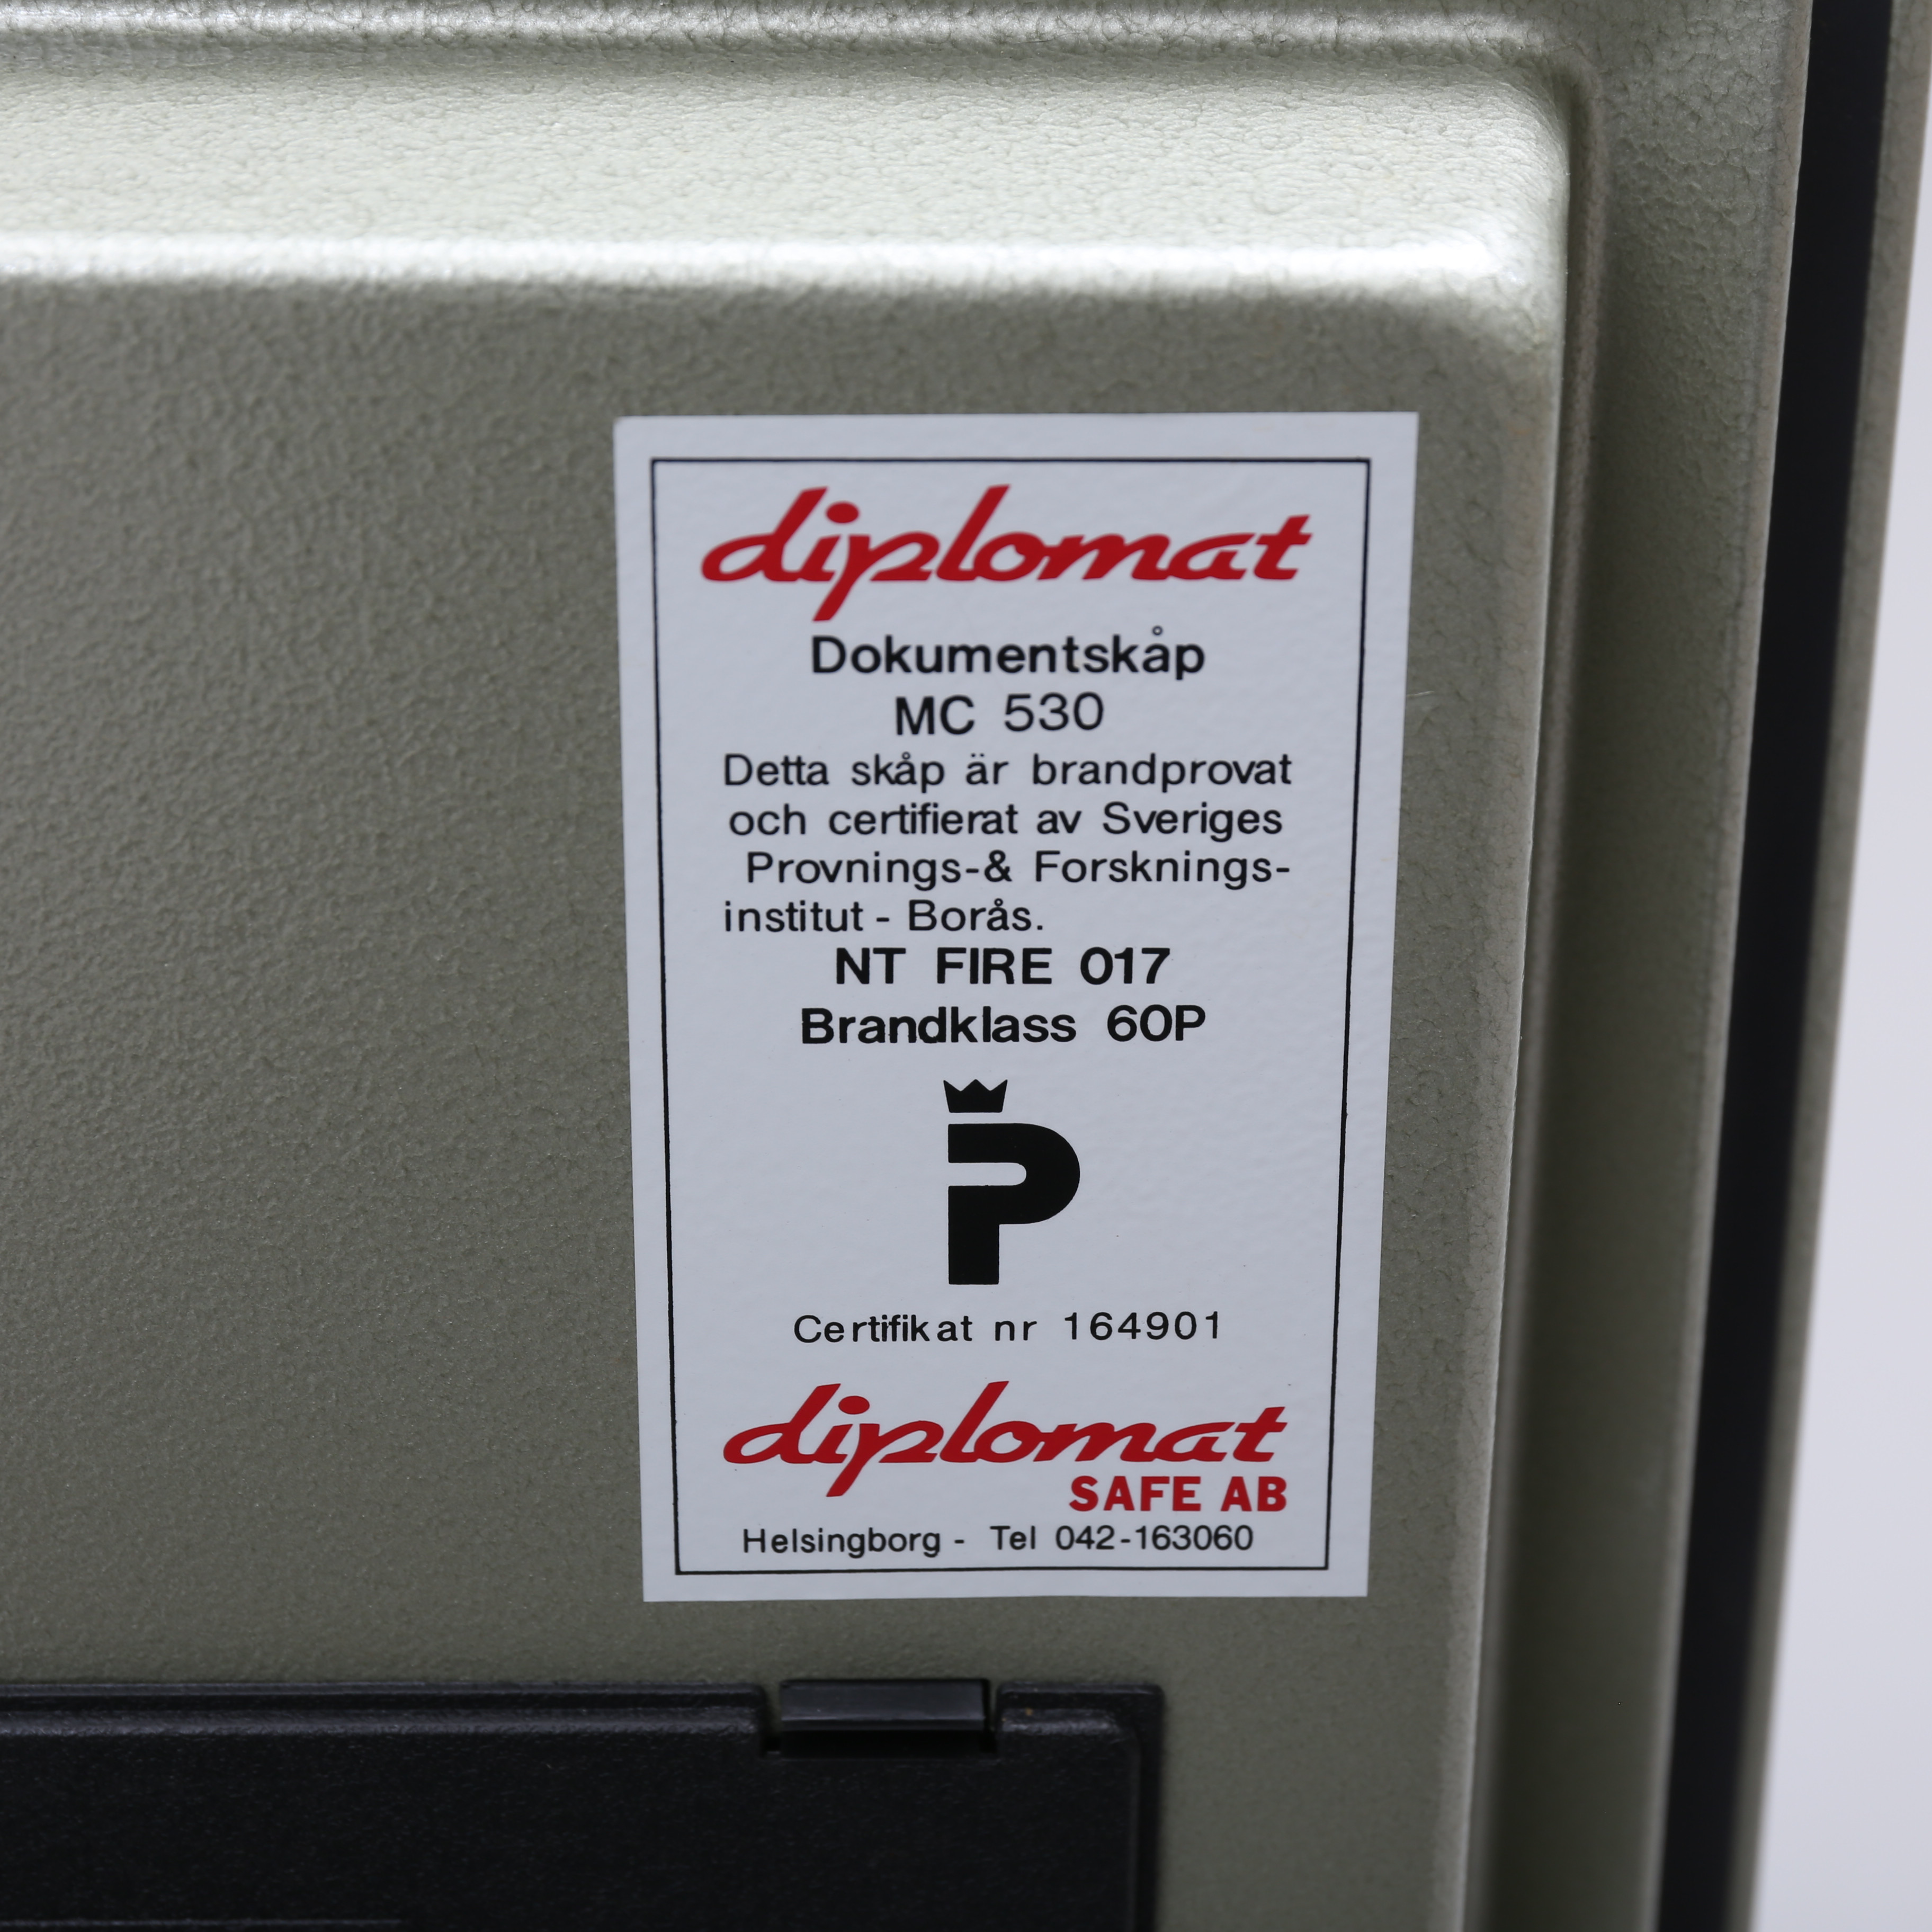 diplomat
Dokumentskåp
MC 530
Detta skåp är brandprovat
och certifierat av Sveriges
Provnings-& Forsknings-
institut - Borås.
NT FIRE 017
Brandklass 60P
P
Certifikat nr 164901
diplomat
SAFE AB
Helsingborg - Tel 042-163060